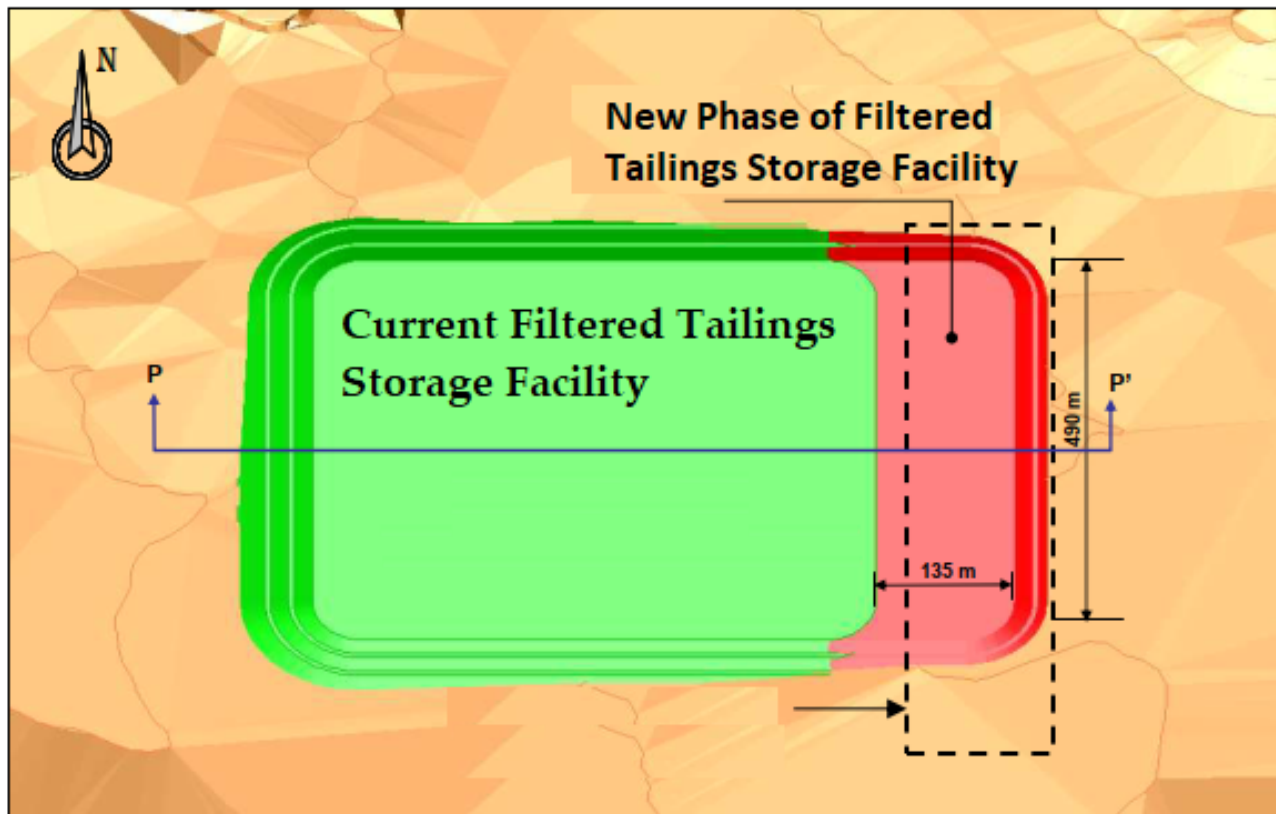 N
New Phase of Filtered
Tailings Storage Facility
Current Filtered Tailings
Storage Facility
P
P'
490 m
135 m